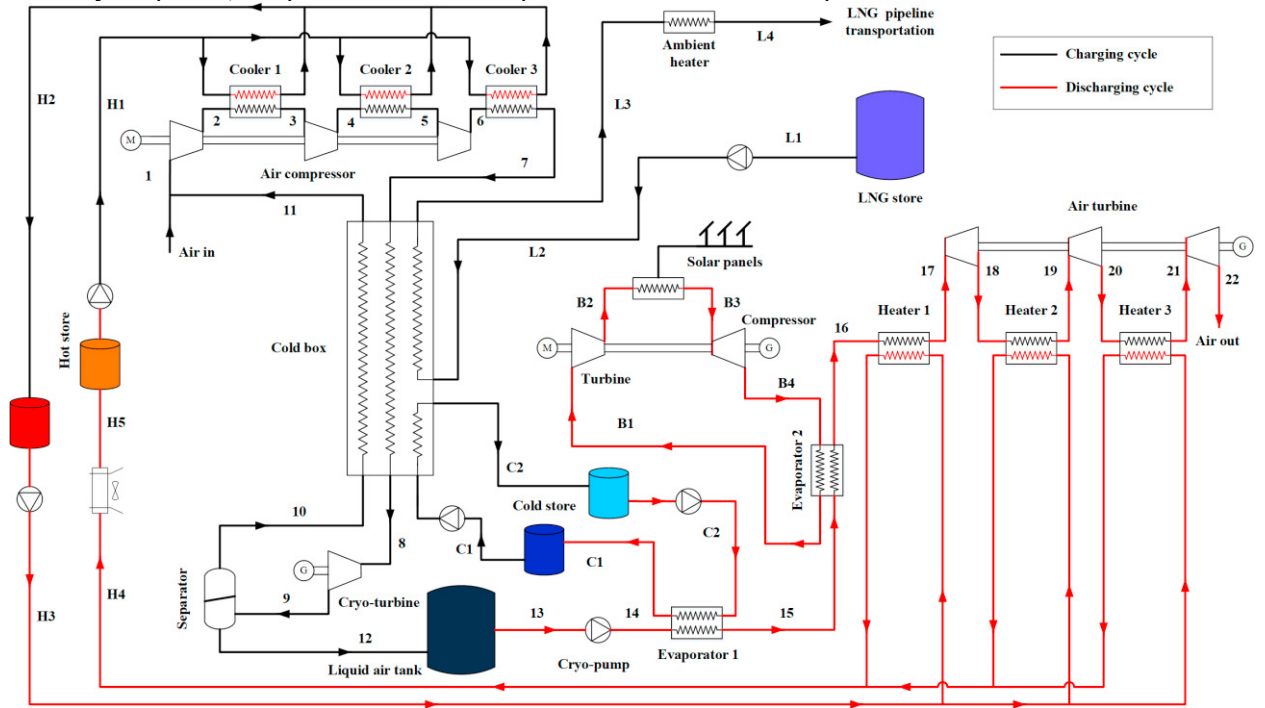 LNG pipeline
transportation
L4
Ambient
heater
Charging cycle
Discharging cycle
H2
H1
Cooler 1
Cooler 2
Cooler 3
L3
2
3
4
5
6
M
1
7
Air compressor
L1
LNG store
11
Air in
L2
Air turbine
Solar panels
G
17
18
19
20
21
22
B2
B3
Compressor
16
Heater 1
Heater 2
Heater 3
Air out
Hot store
Cold box
M
G
Turbine
B4
B1
H5
Evaporator 2
C2
Cold store
10
8
C1
C2
C1
G
Separator
9
Cryo-turbine
H3
H4
12
13
14
15
Liquid air tank
Cryo-pump
Evaporator 1